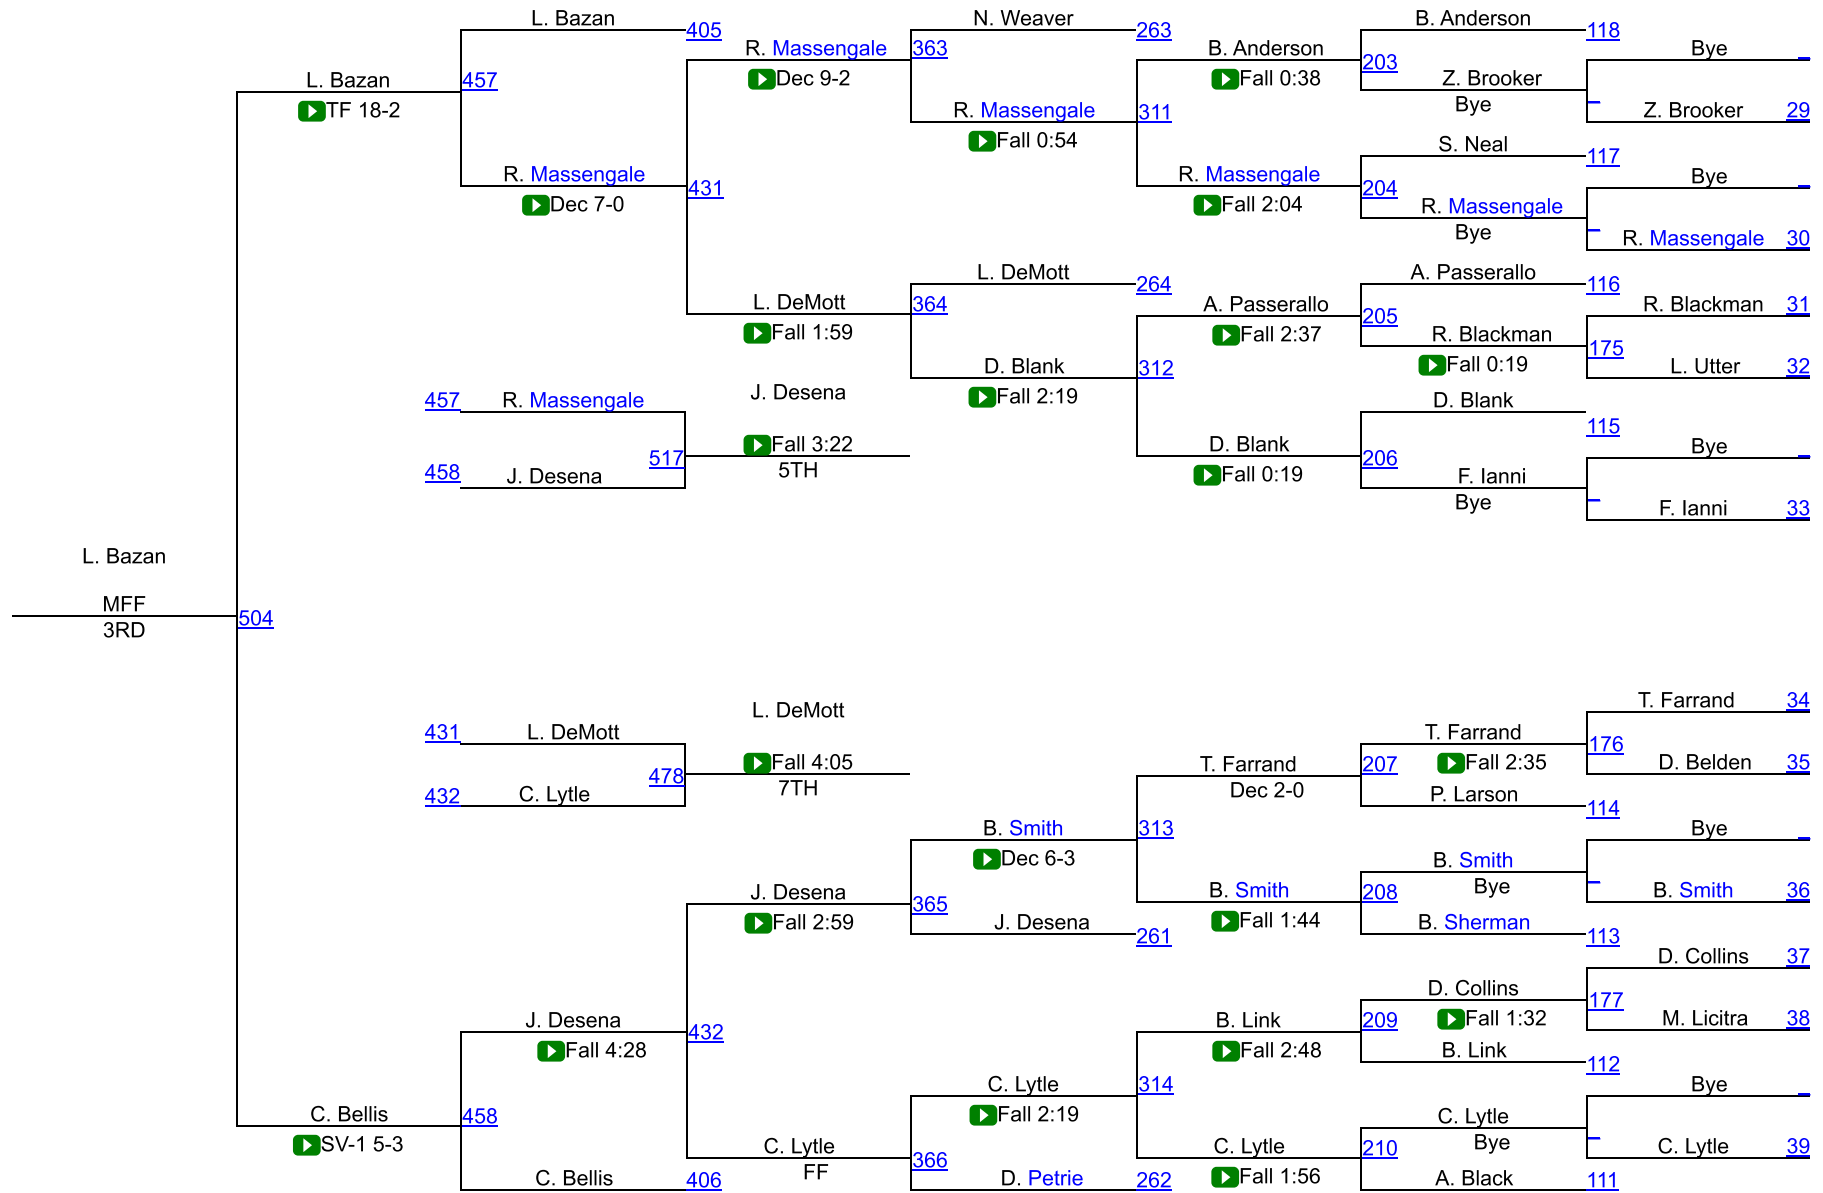 L. Bazan
405
N. Weaver
263
B. Anderson
118
R. Massengale
363
B. Anderson
Bye
L. Bazan
457
Dec 9-2
Fall 0:38
203
Z. Brooker
TF 18-2
R. Massengale
311
Bye
Z. Brooker
29
Fall 0:54
S. Neal
117
R. Massengale
431
R. Massengale
204
Bye
Dec 7-0
Fall 2:04
R. Massengale
Bye
R. Massengale
30
L. DeMott
264
A. Passerallo
116
L. DeMott
364
A. Passerallo
205
R. Blackman
31
Fall 1:59
Fall 2:37
R. Blackman
175
D. Blank
312
Fall 0:19
L. Utter
32
J. Desena
Fall 2:19
457
R. Massengale
D. Blank
115
Fall 3:22
D. Blank
Bye
517
5TH
206
458
J. Desena
Fall 0:19
F. Ianni
Bye
F. Ianni
33
L. Bazan
MFF
504
3RD
L. DeMott
T. Farrand
34
431
L. DeMott
T. Farrand
176
Fall 4:05
T. Farrand
207
Fall 2:35
D. Belden
35
478
7TH
Dec 2-0
432
C. Lytle
P. Larson
114
B. Smith
313
Bye
Dec 6-3
B. Smith
J. Desena
365
B. Smith
208
Bye
B. Smith
36
Fall 2:59
J. Desena
261
Fall 1:44
B. Sherman
113
D. Collins
37
D. Collins
177
J. Desena
432
B. Link
209
Fall 1:32
M. Licitra
38
Fall 4:28
Fall 2:48
B. Link
112
C. Lytle
314
Bye
C. Bellis
458
Fall 2:19
C. Lytle
SV-1 5-3
C. Lytle
366
C. Lytle
210
Bye
C. Lytle
39
FF
Fall 1:56
C. Bellis
406
D. Petrie
262
A. Black
111